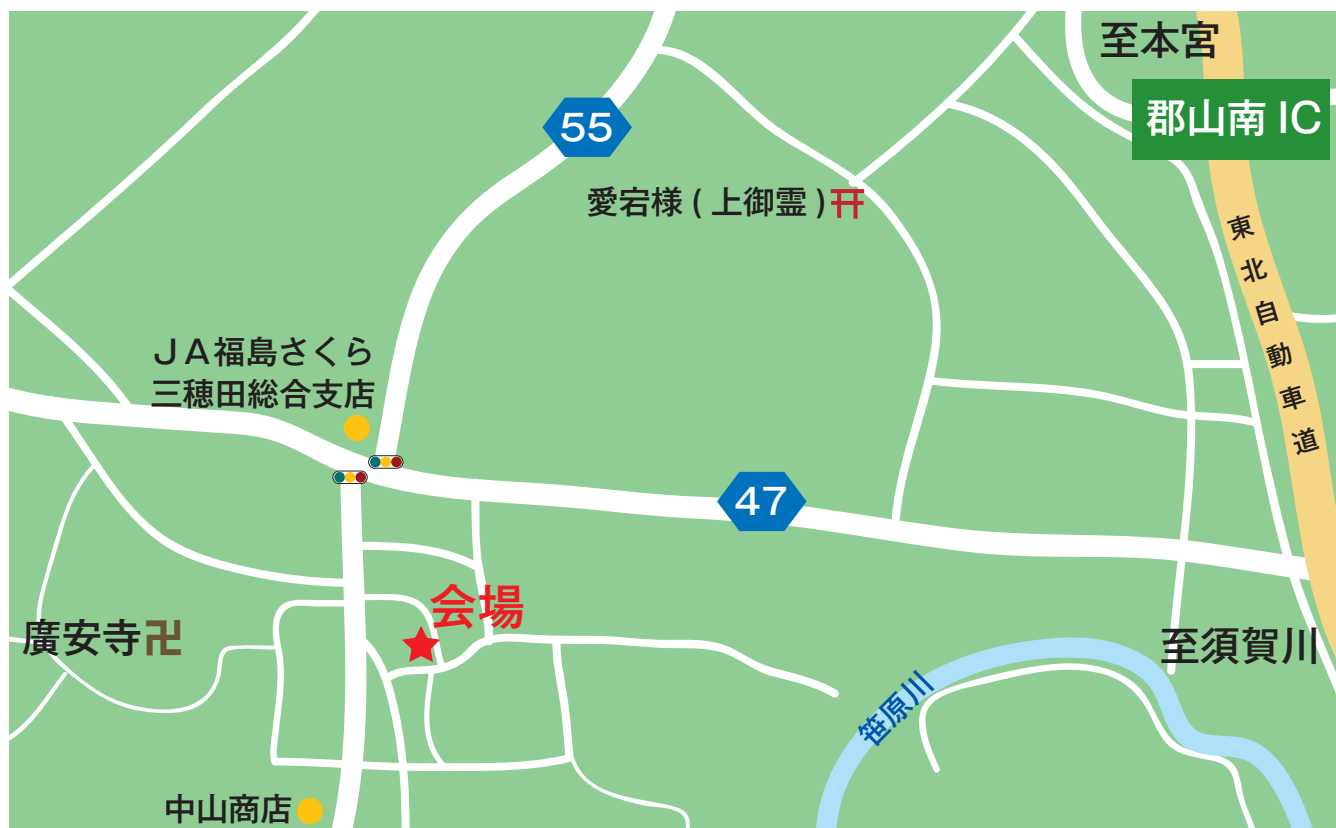 至本宮
郡山南 IC
55
愛宕様 ( 上御霊 )
東北自動車道
ＪＡ福島さくら
三穂田総合支店
47
会場
廣安寺卍
至須賀川
笹原川
中山商店